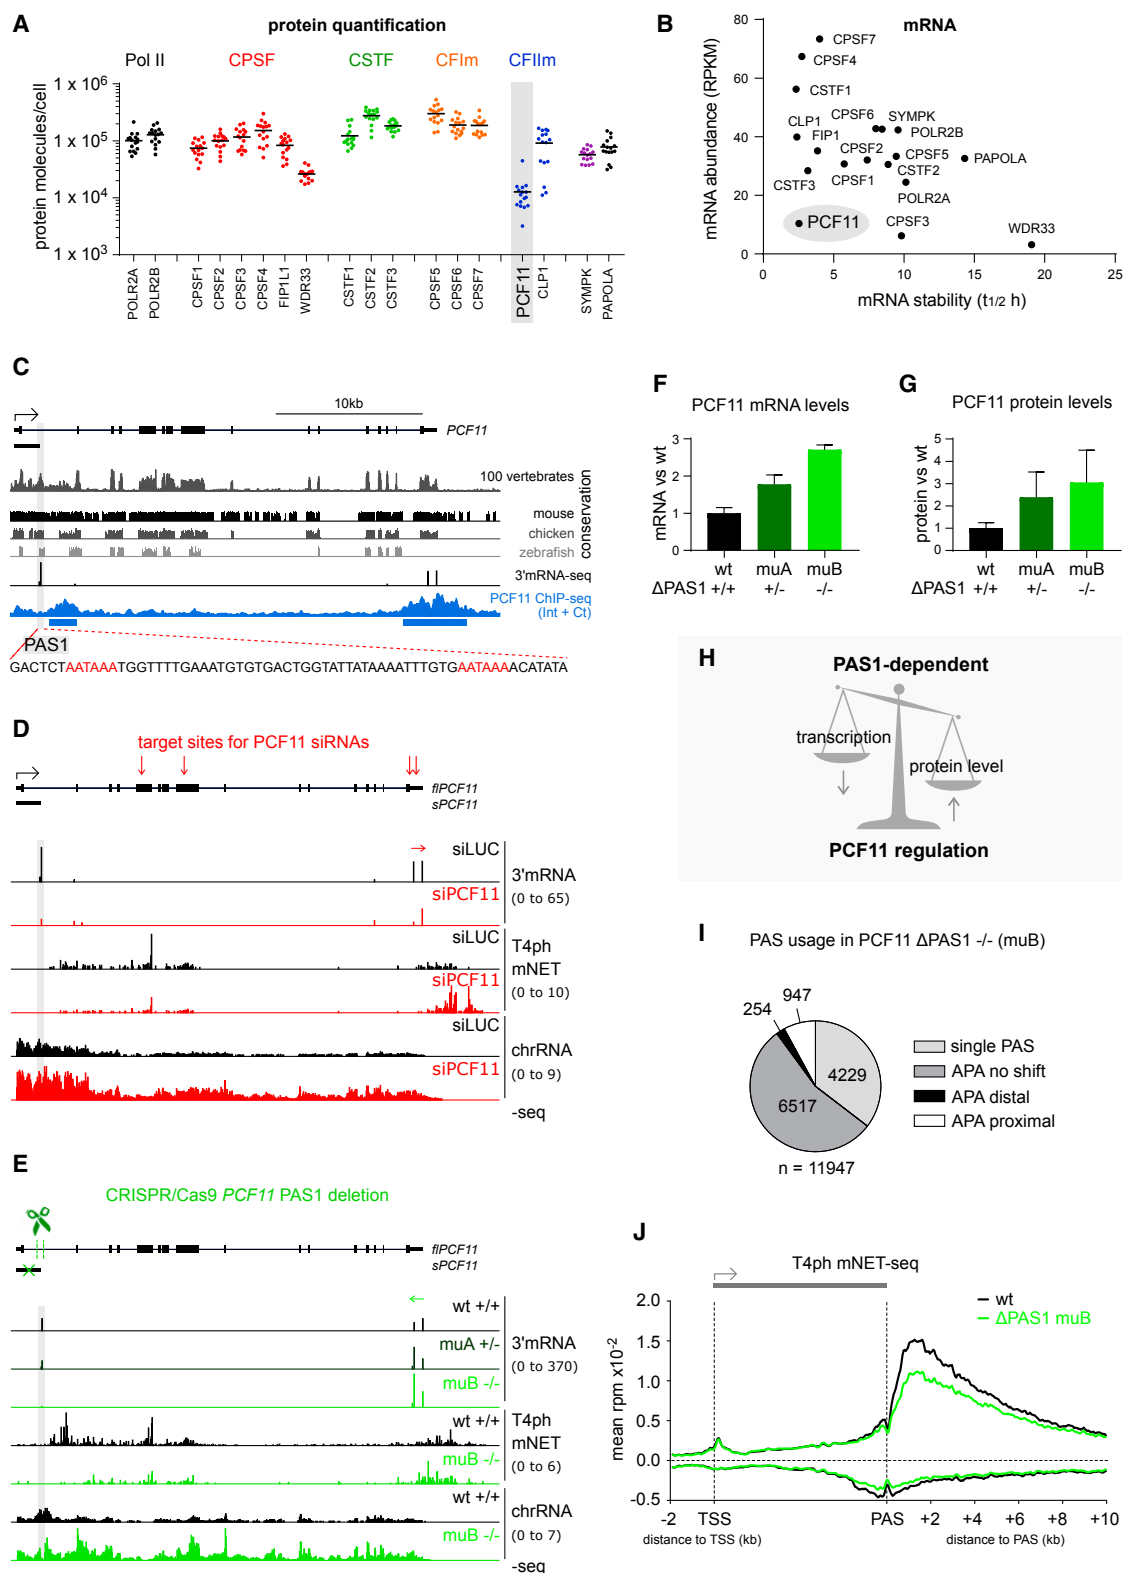 A
protein quantification
Pol II
CPSF
CSTF
CFIm
CFIIm
protein molecules/cell
1 x 10⁶
1 x 10⁵
1 x 10⁴
1 x 10³
POLR2A
POLR2B
CPSF1
CPSF2
CPSF3
CPSF4
FIP1L1
WDR33
CSTF1
CSTF2
CSTF3
CPSF5
CPSF6
CPSF7
PCF11
CLP1
SYMPK
PAPOLA
B
mRNA
mRNA abundance (RPKM)
80
60
40
20
0
CPSF7
CPSF4
CSTF1
CLP1
CPSF6
SYMPK
FIP1
POLR2B
CPSF2
CPSF5
PAPOLA
CSTF3
CPSF1
CSTF2
POLR2A
PCF11
CPSF3
WDR33
0
5
10
15
20
25
mRNA stability (t1/2 h)
C
10kb
PCF11
100 vertebrates
mouse
chicken
zebrafish
conservation
3'mRNA-seq
PCF11 ChIP-seq
(Int + Ct)
PAS1
GACTCTAATAAATGGTTTTGAAATGTGTGACTGGTATTATAAAATTTGTGAATAAAACATATA
D
target sites for PCF11 siRNAs
flPCF11
sPCF11
siLUC
3'mRNA
siPCF11
(0 to 65)
siLUC
T4ph
mNET
siPCF11
(0 to 10)
siLUC
chrRNA
siPCF11
(0 to 9)
-seq
E
CRISPR/Cas9 PCF11 PAS1 deletion
flPCF11
sPCF11
wt +/+
3'mRNA
muA +/-
(0 to 370)
muB -/-
wt +/+
T4ph
mNET
muB -/-
(0 to 6)
wt +/+
chrRNA
muB -/-
(0 to 7)
-seq
F
PCF11 mRNA levels
mRNA vs wt
3
2
1
0
wt
muA
muB
ΔPAS1
+/+
+/-
-/-
G
PCF11 protein levels
protein vs wt
5
4
3
2
1
0
wt
muA
muB
ΔPAS1
+/+
+/-
-/-
H
PAS1-dependent
transcription
protein level
PCF11 regulation
I
PAS usage in PCF11 ΔPAS1 -/- (muB)
947
254
4229
6517
n = 11947
single PAS
APA no shift
APA distal
APA proximal
J
T4ph mNET-seq
wt
ΔPAS1 muB
mean rpm x10⁻²
2.0
1.5
1.0
0.5
0.0
-0.5
-2
TSS
PAS
+2
+4
+6
+8
+10
distance to TSS (kb)
distance to PAS (kb)